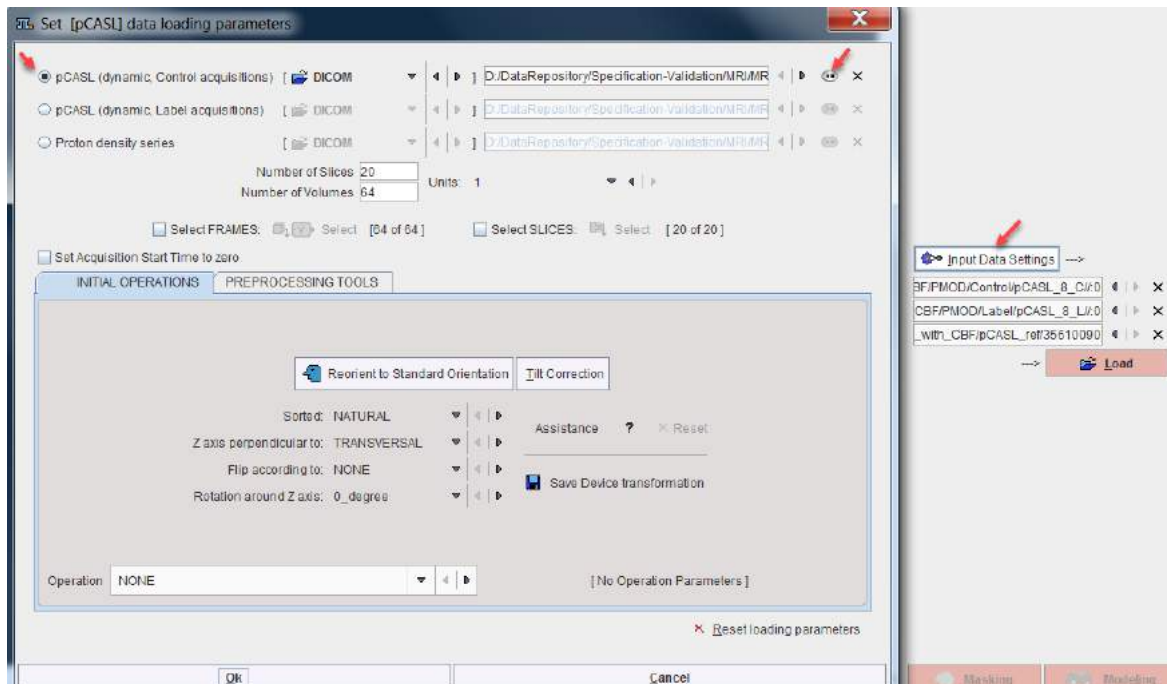 Set [pCASL] data loading parameters
pCASL (dynamic, Control acquisitions) [ DICOM ] D:/DataRepository/Specification-Validation/MRI/MR
pCASL (dynamic, Label acquisitions) [ DICOM ] D:/DataRepository/Specification-Validation/MRI/MR
Proton density series [ DICOM ] D:/DataRepository/Specification-Validation/MRI/MR
Number of Slices 20
Number of Volumes 64
Units: 1
Select FRAMES: Select [64 of 64] Select SLICES: Select [20 of 20]
Set Acquisition Start Time to zero
INITIAL OPERATIONS PREPROCESSING TOOLS
Reorient to Standard Orientation Tilt Correction
Sorted: NATURAL
Z axis perpendicular to: TRANSVERSAL
Flip according to: NONE
Rotation around Z axis: 0_degree
Assistance ? Reset
Save Device transformation
Operation NONE [ No Operation Parameters ]
Reset loading parameters
Ok Cancel
Input Data Settings --->
BF/PMOD/Control/pCASL_8_C//:0
CBF/PMOD/Label/pCASL_8_L//:0
_with_CBF/pCASL_ref/35610090
---> Load
Masking Modeling